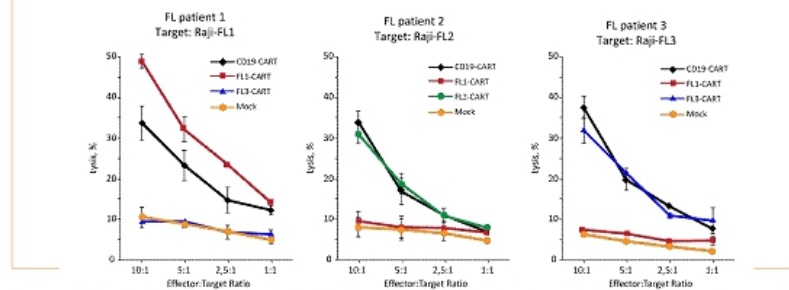 FL patient 1
Target: Raji-FL1
50
40
30
20
10
0
Lysis, %
CD19-CART
FL1-CART
FL3-CART
Mock
10:1
5:1
2,5:1
1:1
Effector:Target Ratio
FL patient 2
Target: Raji-FL2
50
40
30
20
10
0
Lysis, %
CD19-CART
FL1-CART
FL2-CART
Mock
10:1
5:1
2,5:1
1:1
Effector:Target Ratio
FL patient 3
Target: Raji-FL3
50
40
30
20
10
0
Lysis, %
CD19-CART
FL1-CART
FL3-CART
Mock
10:1
5:1
2,5:1
1:1
Effector:Target Ratio